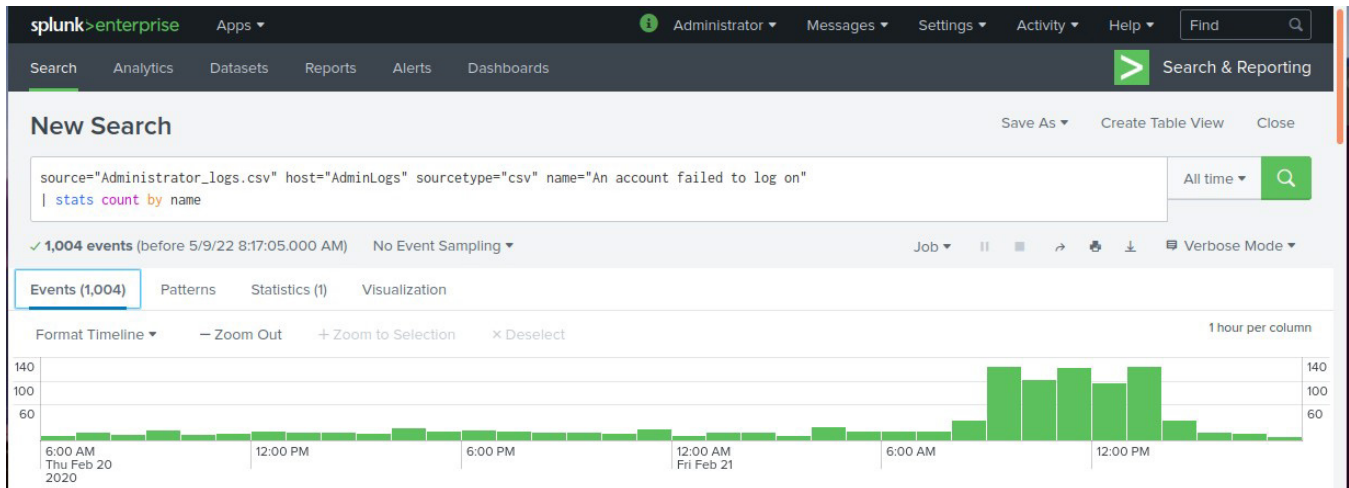 splunk>enterprise Apps ▾ i Administrator ▾ Messages ▾ Settings ▾ Activity ▾ Help ▾ Find
Search Analytics Datasets Reports Alerts Dashboards > Search & Reporting
New Search Save As ▾ Create Table View Close
source="Administrator_logs.csv" host="AdminLogs" sourcetype="csv" name="An account failed to log on"
| stats count by name
All time ▾
✓ 1,004 events (before 5/9/22 8:17:05.000 AM) No Event Sampling ▾ Job ▾ Verbose Mode ▾
Events (1,004) Patterns Statistics (1) Visualization
Format Timeline ▾ — Zoom Out + Zoom to Selection × Deselect 1 hour per column
140 140
100 100
60 60
6:00 AM 12:00 PM 6:00 PM 12:00 AM 6:00 AM 12:00 PM
Thu Feb 20 Fri Feb 21
2020